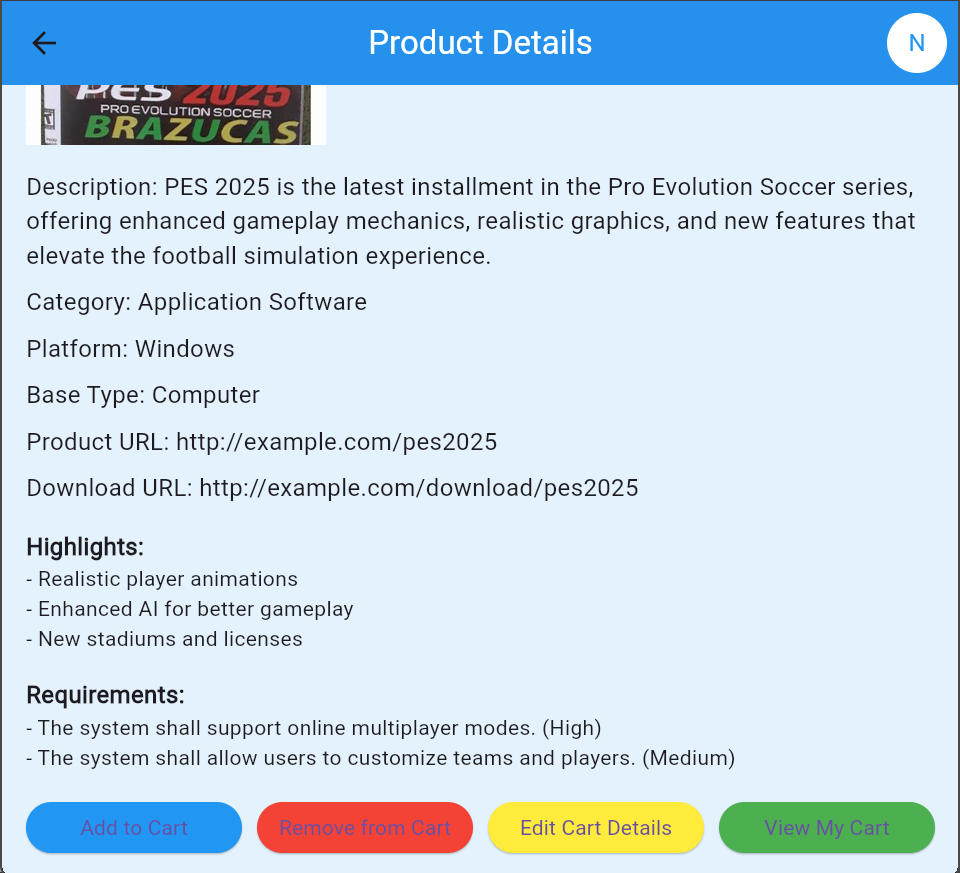 Product Details
N
PES 2025
PRO EVOLUTION SOCCER
BRAZUCAS
Description: PES 2025 is the latest installment in the Pro Evolution Soccer series,
offering enhanced gameplay mechanics, realistic graphics, and new features that
elevate the football simulation experience.
Category: Application Software
Platform: Windows
Base Type: Computer
Product URL: http://example.com/pes2025
Download URL: http://example.com/download/pes2025
Highlights:
- Realistic player animations
- Enhanced AI for better gameplay
- New stadiums and licenses
Requirements:
- The system shall support online multiplayer modes. (High)
- The system shall allow users to customize teams and players. (Medium)
Add to Cart
Remove from Cart
Edit Cart Details
View My Cart